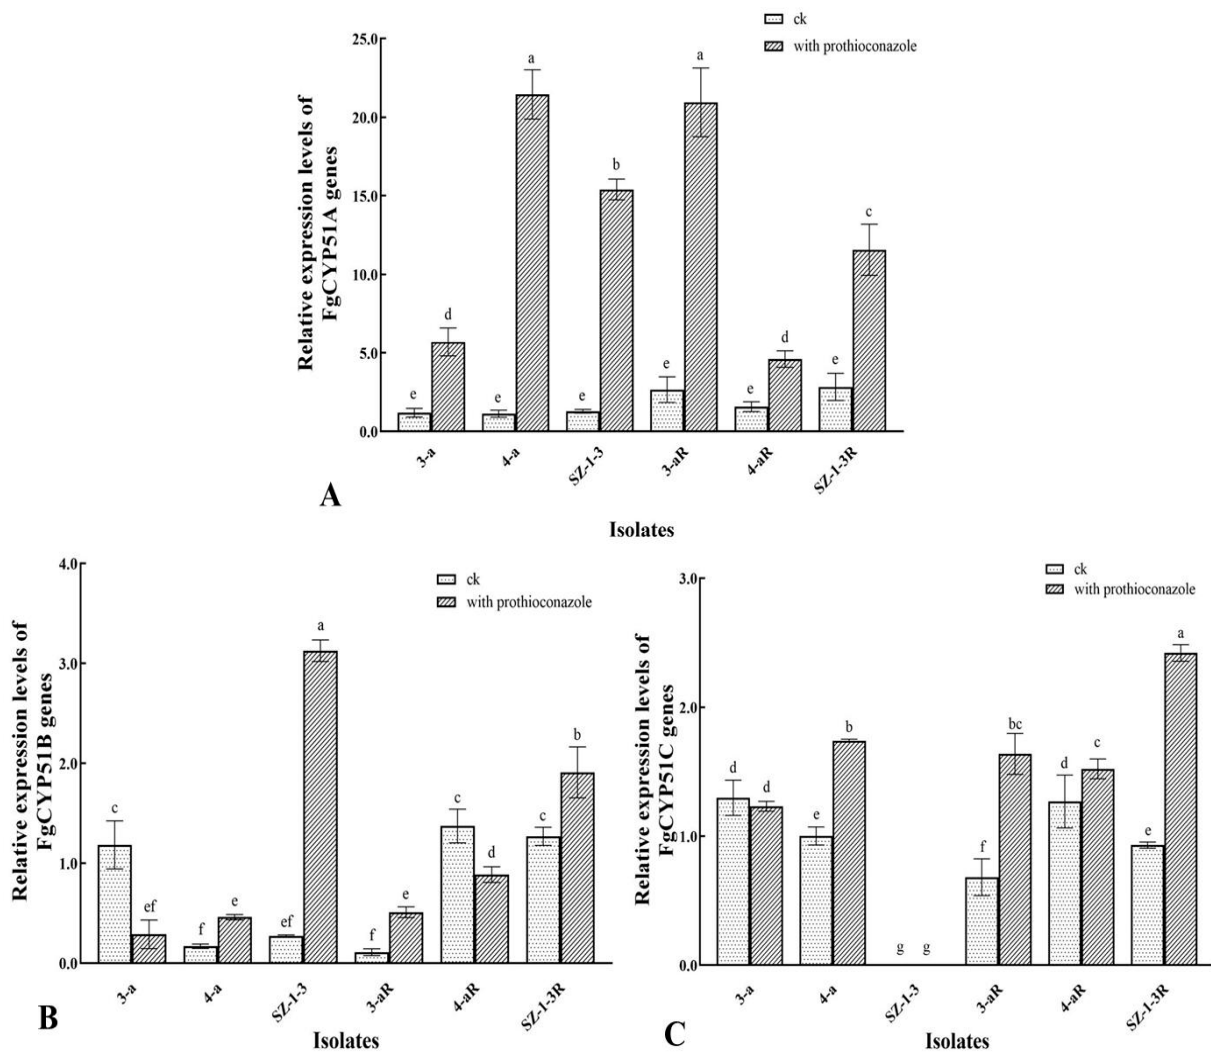 ck
with prothioconazole
Relative expression levels of
FgCYP51A genes
25.0
20.0
15.0
10.0
5.0
0.0
e
d
e
a
e
b
e
a
e
d
e
c
3-a
4-a
SZ-1-3
3-aR
4-aR
SZ-1-3R
A
Isolates
ck
with prothioconazole
Relative expression levels of
FgCYP51B genes
4.0
3.0
2.0
1.0
0.0
c
ef
f
e
ef
a
f
e
c
d
c
b
3-a
4-a
SZ-1-3
3-aR
4-aR
SZ-1-3R
B
Isolates
ck
with prothioconazole
Relative expression levels of
FgCYP51C genes
3.0
2.0
1.0
0.0
d
d
e
b
g
g
f
bc
d
c
e
a
3-a
4-a
SZ-1-3
3-aR
4-aR
SZ-1-3R
C
Isolates